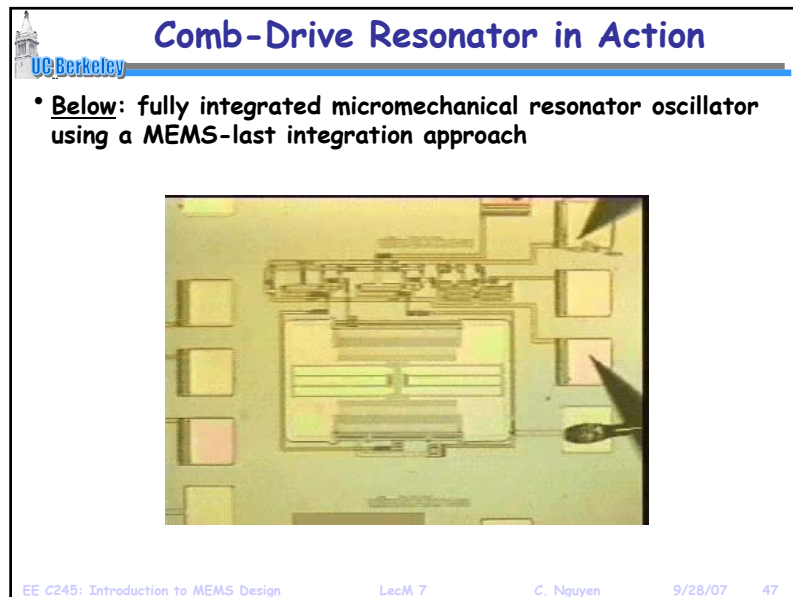 Comb-Drive Resonator in Action
UC Berkeley
• Below: fully integrated micromechanical resonator oscillator
using a MEMS-last integration approach
EE C245: Introduction to MEMS Design LecM 7 C. Nguyen 9/28/07 47